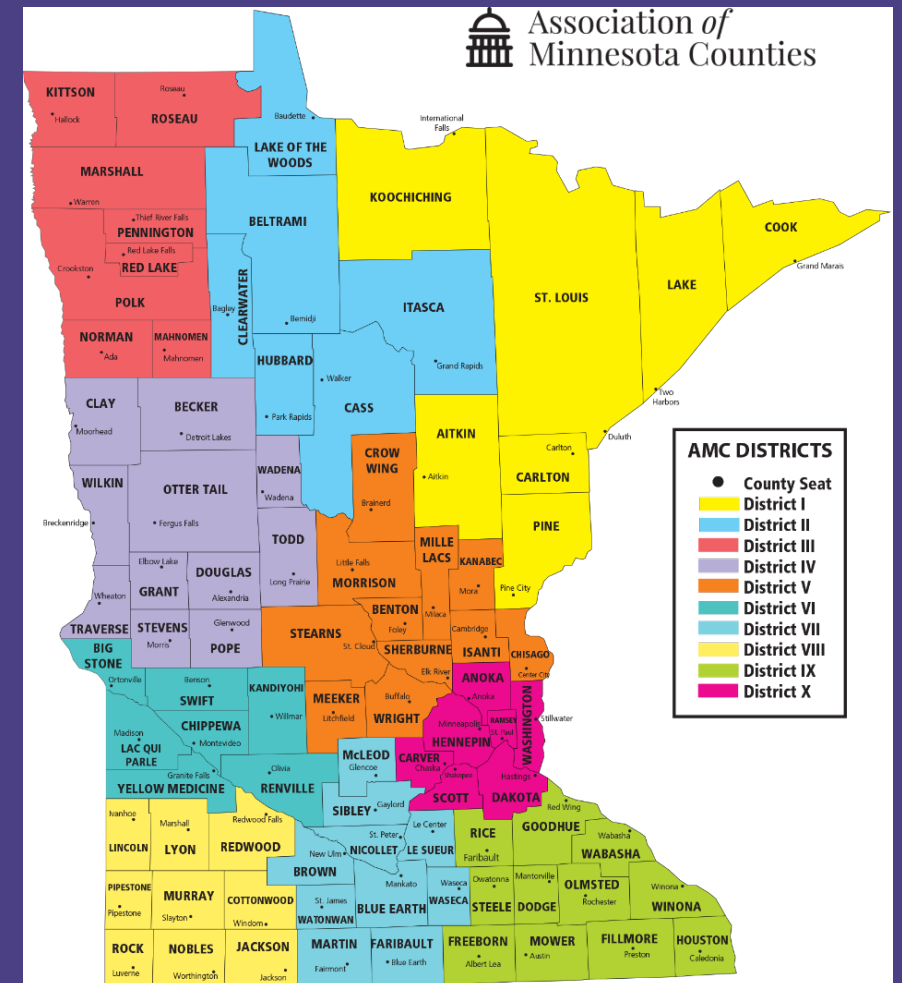 Association of
Minnesota Counties
KITTSON
Hallock
Roseau
ROSEAU
Baudette
LAKE OF THE
WOODS
International
Falls
KOOCHICHING
MARSHALL
Warren
Thief River Falls
PENNINGTON
Red Lake Falls
RED LAKE
Crookston
POLK
BELTRAMI
Bemidji
CLEARWATER
Bagley
ITASCA
Grand Rapids
ST. LOUIS
Duluth
LAKE
Two
Harbors
COOK
Grand Marais
NORMAN
Ada
MAHNOMEN
Mahnomen
HUBBARD
Park Rapids
Walker
CASS
CLAY
Moorhead
BECKER
Detroit Lakes
AITKIN
Aitkin
Carlton
CARLTON
WILKIN
Breckenridge
OTTER TAIL
Fergus Falls
WADENA
Wadena
CROW
WING
Brainerd
PINE
Pine City
TODD
Long Prairie
Little Falls
MORRISON
MILLE
LACS
Milaca
KANABEC
Mora
Elbow Lake
GRANT
DOUGLAS
Alexandria
Wheaton
TRAVERSE
STEVENS
Morris
Glenwood
POPE
STEARNS
St. Cloud
BENTON
Foley
SHERBURNE
Elk River
Cambridge
ISANTI
CHISAGO
Center City
BIG
STONE
Ortonville
Benson
SWIFT
KANDIYOHI
Willmar
MEEKER
Litchfield
Buffalo
WRIGHT
ANOKA
Anoka
WASHINGTON
Stillwater
Minneapolis
HENNEPIN
RAMSEY
St. Paul
CHIPPEWA
Montevideo
Madison
LAC QUI
PARLE
Granite Falls
YELLOW MEDICINE
Olivia
RENVILLE
McLEOD
Glencoe
CARVER
Chaska
Shakopee
SCOTT
Hastings
DAKOTA
SIBLEY
Gaylord
Ivanhoe
LINCOLN
Marshall
LYON
Redwood Falls
REDWOOD
New Ulm
BROWN
St. Peter
NICOLLET
Le Center
LE SUEUR
RICE
Faribault
Red Wing
GOODHUE
Wabasha
WABASHA
PIPESTONE
Pipestone
MURRAY
Slayton
COTTONWOOD
Windom
St. James
WATONWAN
Mankato
BLUE EARTH
Waseca
WASECA
Owatonna
STEELE
Mantorville
DODGE
OLMSTED
Rochester
Winona
WINONA
ROCK
Luverne
NOBLES
Worthington
JACKSON
Jackson
MARTIN
Fairmont
FARIBAULT
Blue Earth
FREEBORN
Albert Lea
MOWER
Austin
FILLMORE
Preston
HOUSTON
Caledonia
AMC DISTRICTS
County Seat
District I
District II
District III
District IV
District V
District VI
District VII
District VIII
District IX
District X